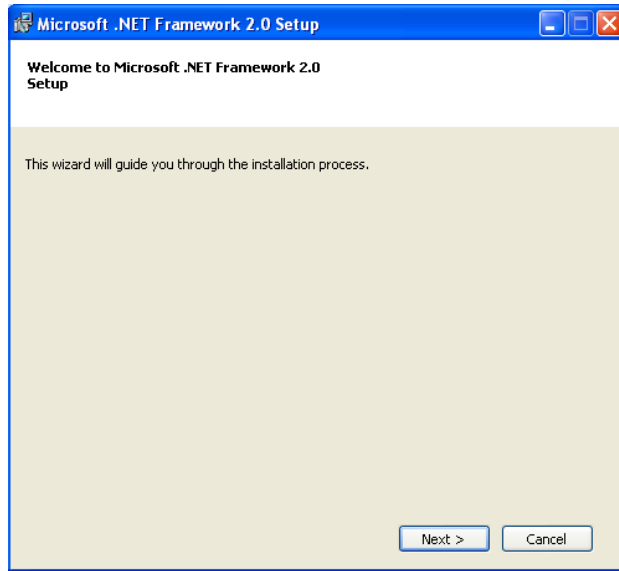 Microsoft .NET Framework 2.0 Setup
Welcome to Microsoft .NET Framework 2.0
Setup
This wizard will guide you through the installation process.
Next >
Cancel